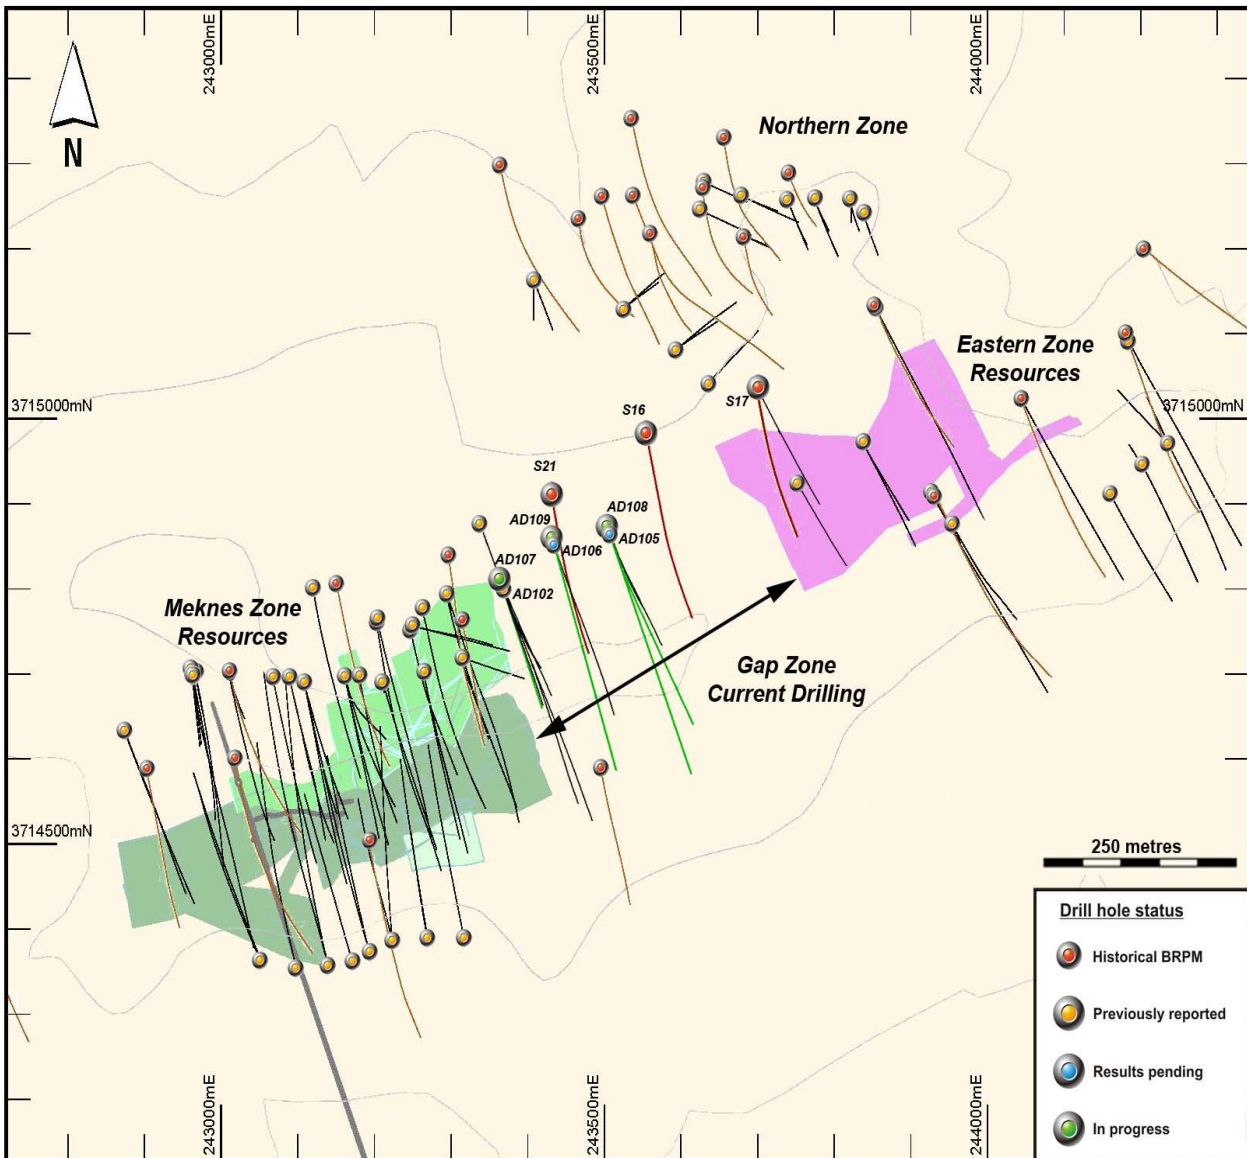 243000mE
243500mE
244000mE
N
Northern Zone
Eastern Zone
Resources
3715000mN
3715000mN
S17
S16
S21
AD108
AD109
AD105
AD106
AD107
AD102
Meknes Zone
Resources
Gap Zone
Current Drilling
3714500mN
250 metres
Drill hole status
Historical BRPM
Previously reported
Results pending
In progress
243000mE
243500mE
244000mE